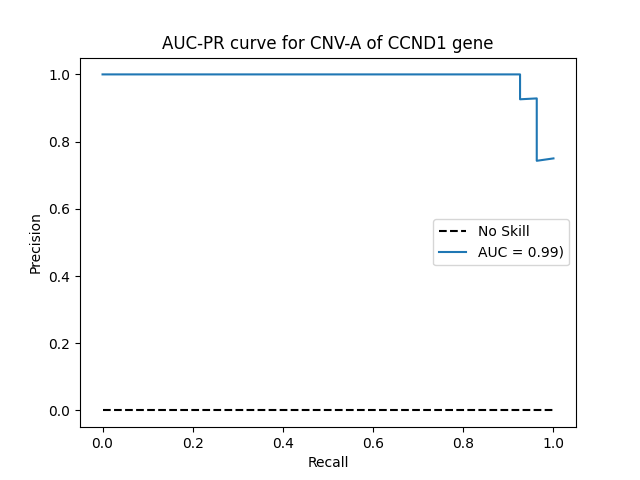 AUC-PR curve for CNV-A of CCND1 gene
1.0
0.8
0.6
0.4
0.2
0.0
Precision
No Skill
AUC = 0.99)
0.0 0.2 0.4 0.6 0.8 1.0
Recall